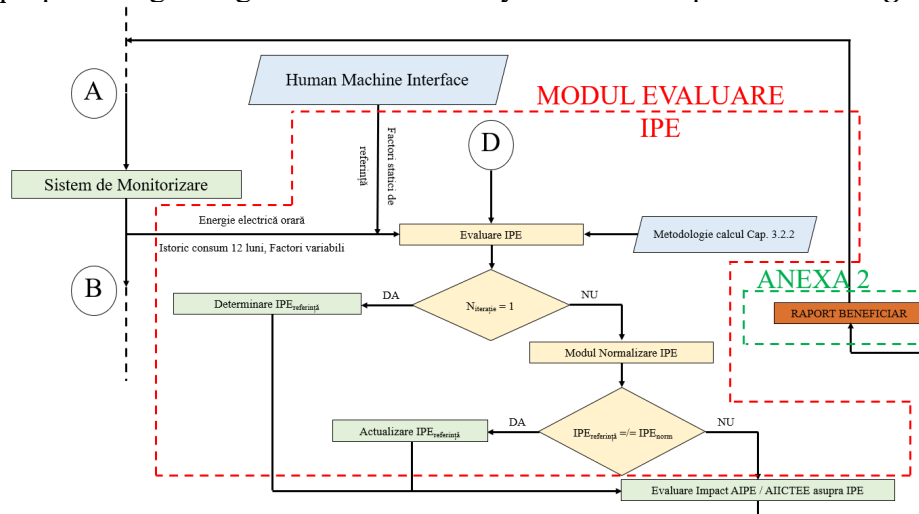 Human Machine Interface
MODUL EVALUARE
IPE
A
D
Factori statici de
referință
Sistem de Monitorizare
Energie electrică orară
Evaluare IPE
Metodologie calcul Cap. 3.2.2
Istoric consum 12 luni, Factori variabili
B
ANEXA 2
DA
NU
Determinare IPEreferință
Niterație = 1
RAPORT BENEFICIAR
Modul Normalizare IPE
DA
NU
Actualizare IPEreferință
IPEreferință =/= IPEnorm
Evaluare Impact AIPE / AIICTEE asupra IPE